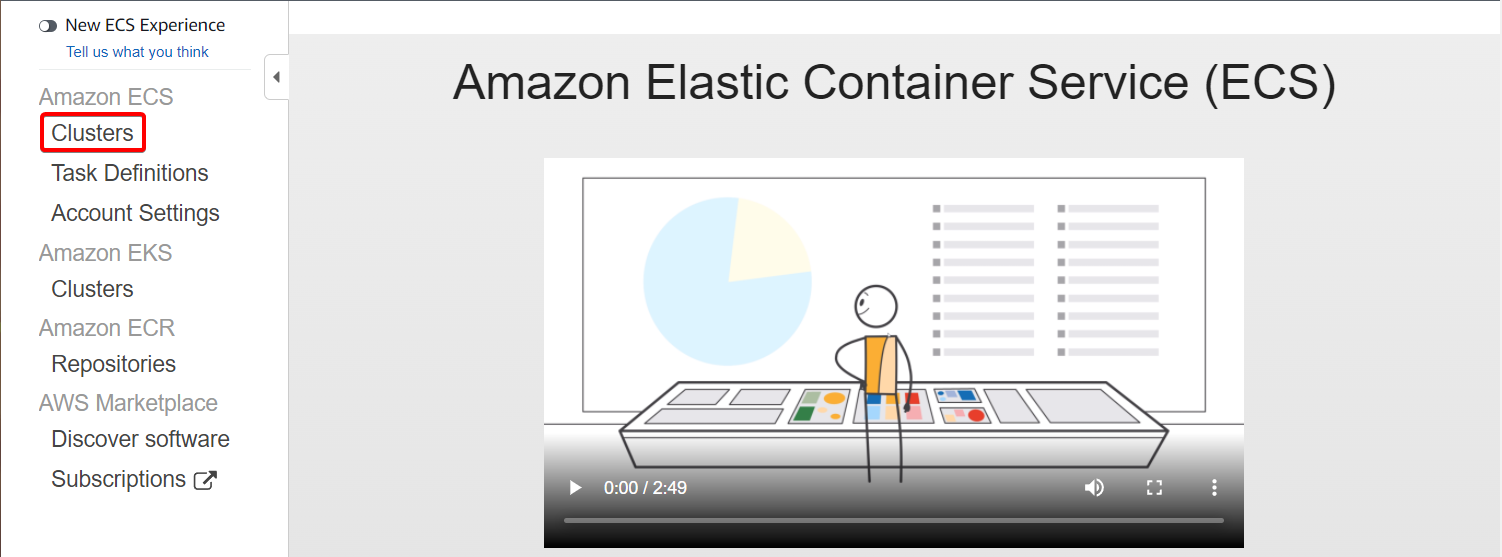 New ECS Experience
Tell us what you think
Amazon ECS
Clusters
Task Definitions
Account Settings
Amazon EKS
Clusters
Amazon ECR
Repositories
AWS Marketplace
Discover software
Subscriptions
Amazon Elastic Container Service (ECS)
0:00 / 2:49